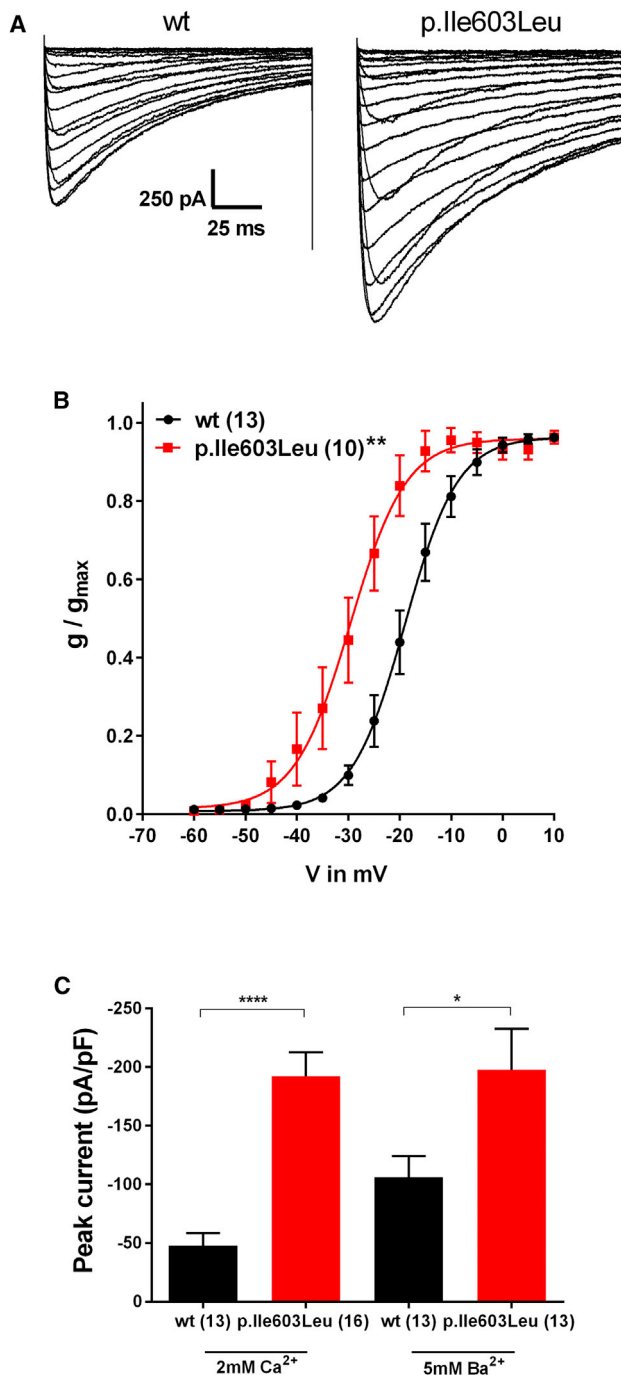 A
wt
p.Ile603Leu
250 pA
25 ms
B
wt (13)
p.Ile603Leu (10)**
1.0
0.8
0.6
0.4
0.2
0.0
g / gmax
-70 -60 -50 -40 -30 -20 -10 0 10
V in mV
C
-250
-200
-150
-100
-50
0
Peak current (pA/pF)
**** *
wt (13) p.Ile603Leu (16) wt (13) p.Ile603Leu (13)
2mM Ca2+ 5mM Ba2+